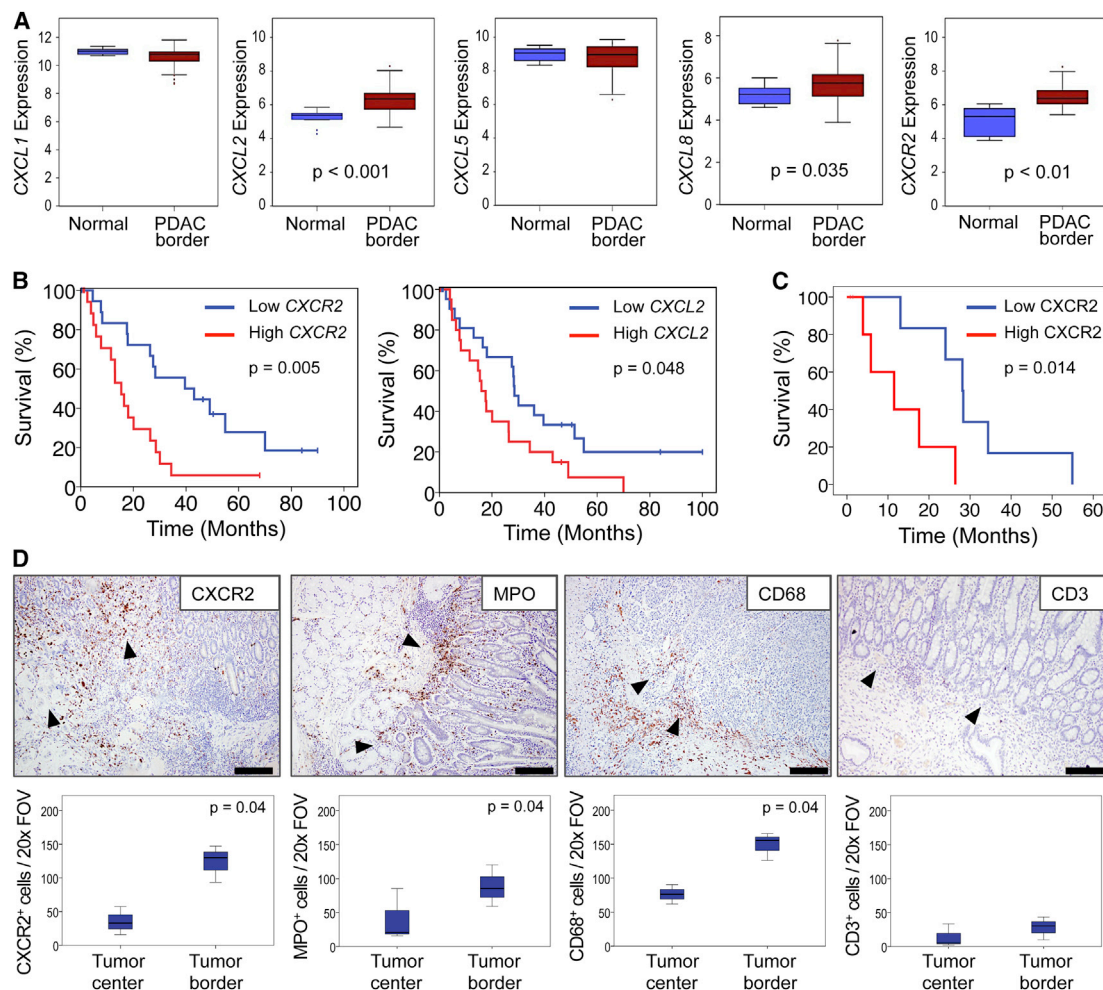 A
CXCL1 Expression
12
10
8
6
4
2
0
Normal
PDAC
border
CXCL2 Expression
10
8
6
4
2
0
p < 0.001
Normal
PDAC
border
CXCL5 Expression
10
8
6
4
2
0
Normal
PDAC
border
CXCL8 Expression
8
6
4
2
0
p = 0.035
Normal
PDAC
border
CXCR2 Expression
10
8
6
4
2
0
p < 0.01
Normal
PDAC
border
B
Survival (%)
100
80
60
40
20
0
Low CXCR2
High CXCR2
p = 0.005
0 20 40 60 80 100
Time (Months)
Survival (%)
100
80
60
40
20
0
Low CXCL2
High CXCL2
p = 0.048
0 20 40 60 80 100
Time (Months)
C
Survival (%)
100
80
60
40
20
0
Low CXCR2
High CXCR2
p = 0.014
0 10 20 30 40 50 60
Time (Months)
D
CXCR2
MPO
CD68
CD3
CXCR2+ cells / 20x FOV
200
150
100
50
0
p = 0.04
Tumor
center
Tumor
border
MPO+ cells / 20x FOV
200
150
100
50
0
p = 0.04
Tumor
center
Tumor
border
CD68+ cells / 20x FOV
200
150
100
50
0
p = 0.04
Tumor
center
Tumor
border
CD3+ cells / 20x FOV
200
150
100
50
0
Tumor
center
Tumor
border